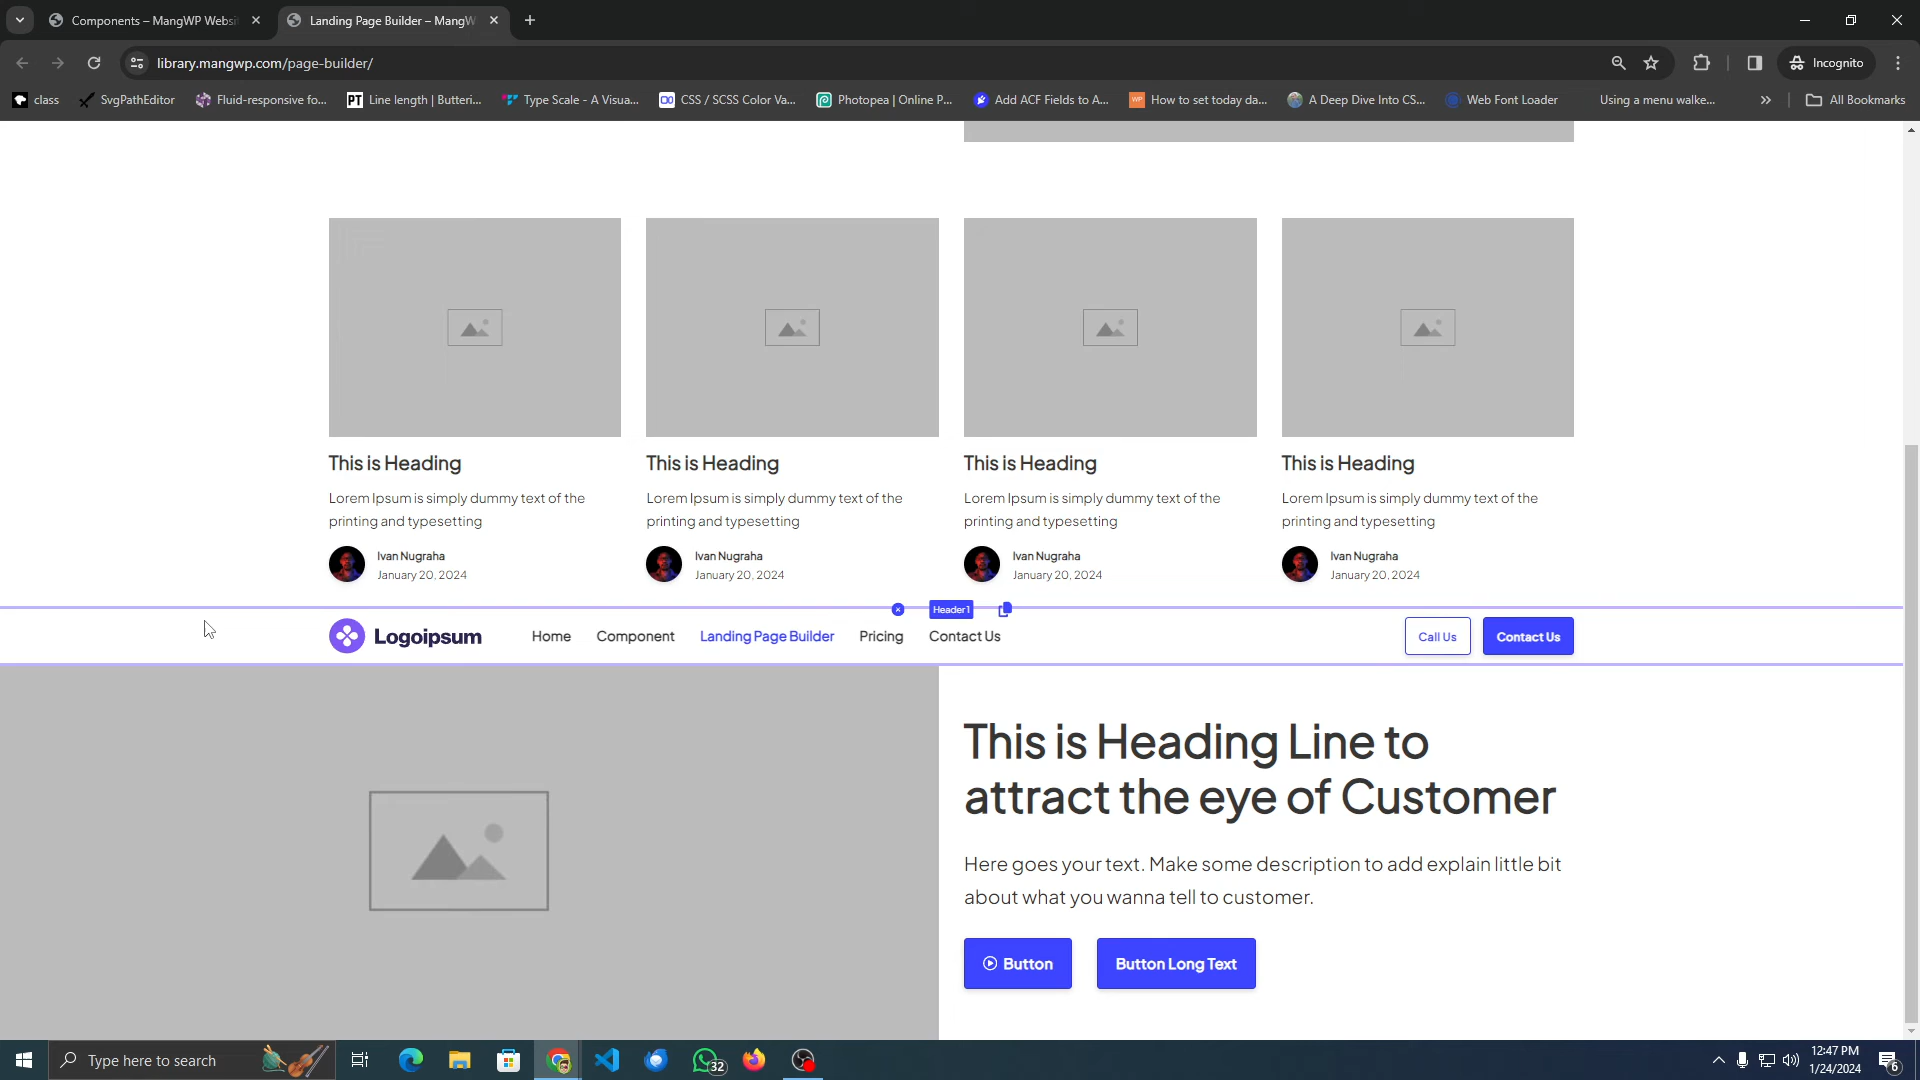 Components – MangWP Websi
Landing Page Builder – MangW
library.mangwp.com/page-builder/
Incognito
class
SvgPathEditor
Fluid-responsive fo...
PT
Line length | Butteri...
Type Scale - A Visua...
CSS / SCSS Color Va...
Photopea | Online P...
Add ACF Fields to A...
WP
How to set today da...
A Deep Dive Into CS...
Web Font Loader
Using a menu walke...
All Bookmarks
This is Heading
This is Heading
This is Heading
This is Heading
Lorem Ipsum is simply dummy text of the
printing and typesetting
Lorem Ipsum is simply dummy text of the
printing and typesetting
Lorem Ipsum is simply dummy text of the
printing and typesetting
Lorem Ipsum is simply dummy text of the
printing and typesetting
Ivan Nugraha
January 20, 2024
Ivan Nugraha
January 20, 2024
Ivan Nugraha
January 20, 2024
Ivan Nugraha
January 20, 2024
Header 1
Logoipsum
Home
Component
Landing Page Builder
Pricing
Contact Us
Call Us
Contact Us
This is Heading Line to
attract the eye of Customer
Here goes your text. Make some description to add explain little bit
about what you wanna tell to customer.
Button
Button Long Text
Type here to search
32
12:47 PM
1/24/2024
6